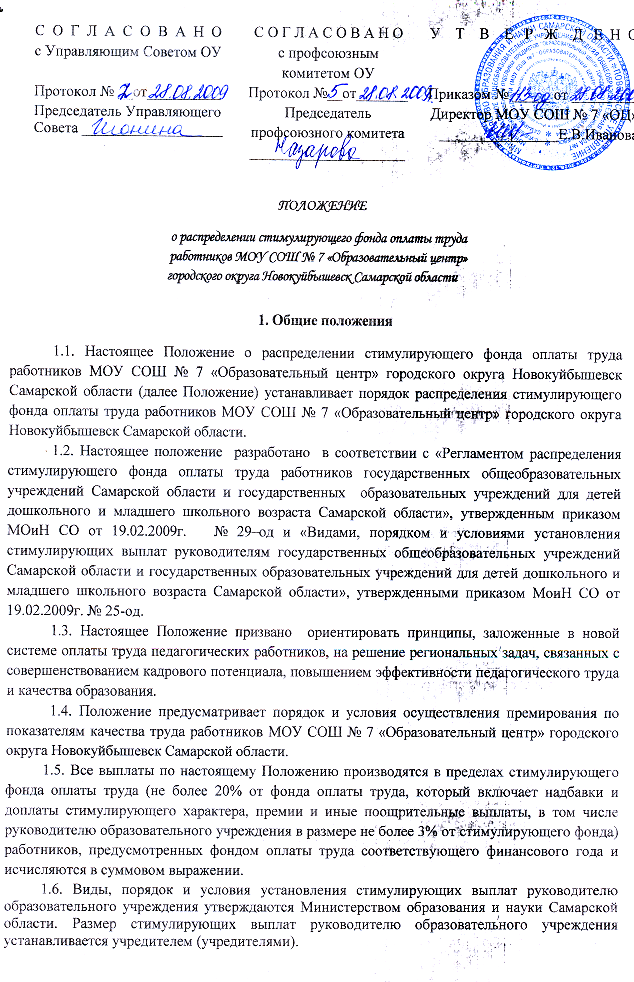 СОГЛАСОВАНО
с Управляющим Советом ОУ
Протокол № 2 от 28.08.2009
Председатель Управляющего
Совета Шонина
СОГЛАСОВАНО
с профсоюзным
комитетом ОУ
Протокол №5 от 28.08.2009
Председатель
профсоюзного комитета
Назарова
УТВЕРЖДЕНО
Приказом № от
Директор МОУ СОШ № 7 «ОЦ»
Е.В.Иванова
ПОЛОЖЕНИЕ
о распределении стимулирующего фонда оплаты труда
работников МОУ СОШ № 7 «Образовательный центр»
городского округа Новокуйбышевск Самарской области
1. Общие положения
1.1. Настоящее Положение о распределении стимулирующего фонда оплаты труда
работников МОУ СОШ № 7 «Образовательный центр» городского округа Новокуйбышевск
Самарской области (далее Положение) устанавливает порядок распределения стимулирующего
фонда оплаты труда работников МОУ СОШ № 7 «Образовательный центр» городского округа
Новокуйбышевск Самарской области.
1.2. Настоящее положение разработано в соответствии с «Регламентом распределения
стимулирующего фонда оплаты труда работников государственных общеобразовательных
учреждений Самарской области и государственных образовательных учреждений для детей
дошкольного и младшего школьного возраста Самарской области», утвержденным приказом
МОиН СО от 19.02.2009г. № 29–од и «Видами, порядком и условиями установления
стимулирующих выплат руководителям государственных общеобразовательных учреждений
Самарской области и государственных образовательных учреждений для детей дошкольного и
младшего школьного возраста Самарской области», утвержденными приказом МоиН СО от
19.02.2009г. № 25-од.
1.3. Настоящее Положение призвано ориентировать принципы, заложенные в новой
системе оплаты труда педагогических работников, на решение региональных задач, связанных с
совершенствованием кадрового потенциала, повышением эффективности педагогического труда
и качества образования.
1.4. Положение предусматривает порядок и условия осуществления премирования по
показателям качества труда работников МОУ СОШ № 7 «Образовательный центр» городского
округа Новокуйбышевск Самарской области.
1.5. Все выплаты по настоящему Положению производятся в пределах стимулирующего
фонда оплаты труда (не более 20% от фонда оплаты труда, который включает надбавки и
доплаты стимулирующего характера, премии и иные поощрительные выплаты, в том числе
руководителю образовательного учреждения в размере не более 3% от стимулирующего фонда)
работников, предусмотренных фондом оплаты труда соответствующего финансового года и
исчисляются в суммовом выражении.
1.6. Виды, порядок и условия установления стимулирующих выплат руководителю
образовательного учреждения утверждаются Министерством образования и науки Самарской
области. Размер стимулирующих выплат руководителю образовательного учреждения
устанавливается учредителем (учредителями).